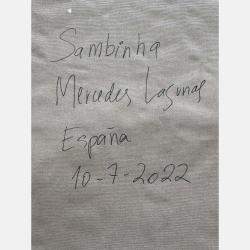 Sambinha
Mercedes Lagunas
España
10-7-2022